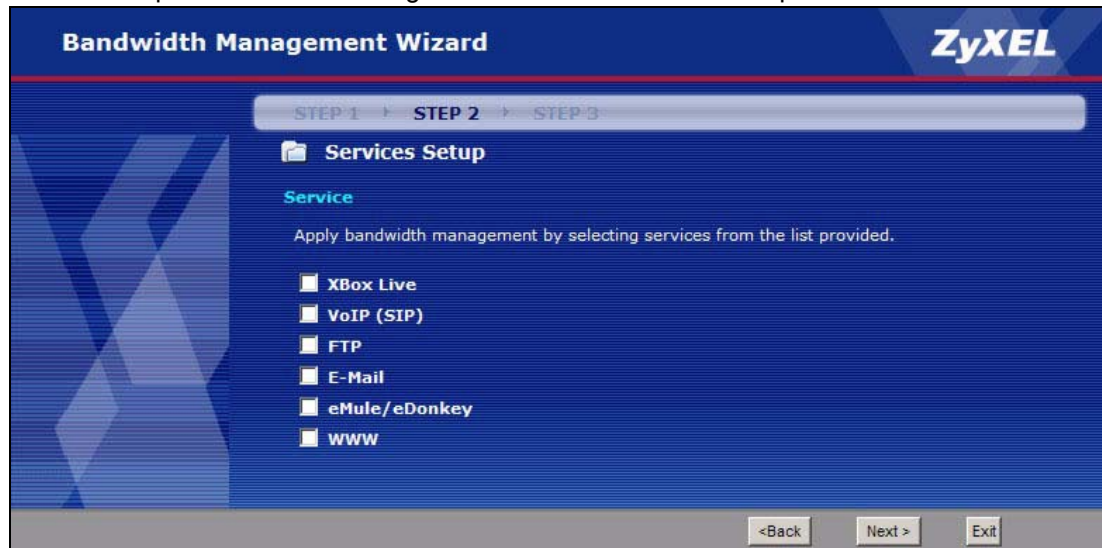 Bandwidth Management Wizard
ZyXEL
STEP 1 STEP 2 STEP 3
Services Setup
Service
Apply bandwidth management by selecting services from the list provided.
XBox Live
VoIP (SIP)
FTP
E-Mail
eMule/eDonkey
WWW
<Back Next > Exit